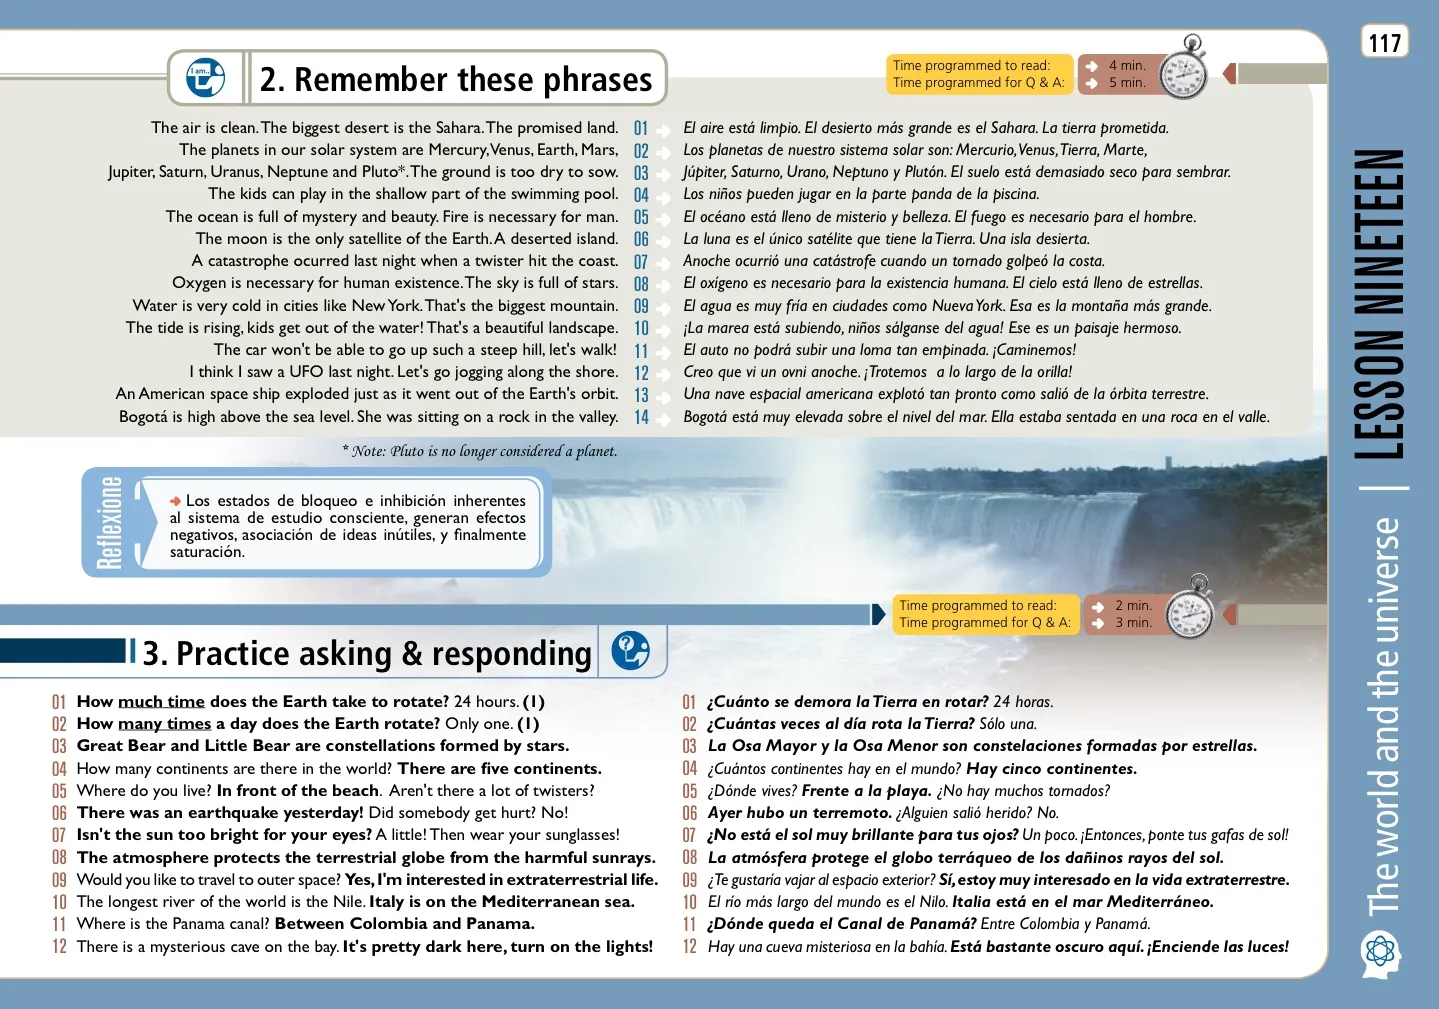 117
I am...
2. Remember these phrases
Time programmed to read: 4 min.
Time programmed for Q & A: 5 min.
The air is clean. The biggest desert is the Sahara. The promised land. 01 El aire está limpio. El desierto más grande es el Sahara. La tierra prometida.
The planets in our solar system are Mercury, Venus, Earth, Mars, 02 Los planetas de nuestro sistema solar son: Mercurio, Venus, Tierra, Marte,
Jupiter, Saturn, Uranus, Neptune and Pluto*. The ground is too dry to sow. 03 Júpiter, Saturno, Urano, Neptuno y Plutón. El suelo está demasiado seco para sembrar.
The kids can play in the shallow part of the swimming pool. 04 Los niños pueden jugar en la parte panda de la piscina.
The ocean is full of mystery and beauty. Fire is necessary for man. 05 El océano está lleno de misterio y belleza. El fuego es necesario para el hombre.
The moon is the only satellite of the Earth. A deserted island. 06 La luna es el único satélite que tiene la Tierra. Una isla desierta.
A catastrophe ocurred last night when a twister hit the coast. 07 Anoche ocurrió una catástrofe cuando un tornado golpeó la costa.
Oxygen is necessary for human existence. The sky is full of stars. 08 El oxígeno es necesario para la existencia humana. El cielo está lleno de estrellas.
Water is very cold in cities like New York. That's the biggest mountain. 09 El agua es muy fría en ciudades como Nueva York. Esa es la montaña más grande.
The tide is rising, kids get out of the water! That's a beautiful landscape. 10 ¡La marea está subiendo, niños sálganse del agua! Ese es un paisaje hermoso.
The car won't be able to go up such a steep hill, let's walk! 11 El auto no podrá subir una loma tan empinada. ¡Caminemos!
I think I saw a UFO last night. Let's go jogging along the shore. 12 Creo que vi un ovni anoche. ¡Trotemos a lo largo de la orilla!
An American space ship exploded just as it went out of the Earth's orbit. 13 Una nave espacial americana explotó tan pronto como salió de la órbita terrestre.
Bogotá is high above the sea level. She was sitting on a rock in the valley. 14 Bogotá está muy elevada sobre el nivel del mar. Ella estaba sentada en una roca en el valle.
* Note: Pluto is no longer considered a planet.
Reflexione
Los estados de bloqueo e inhibición inherentes
al sistema de estudio consciente, generan efectos
negativos, asociación de ideas inútiles, y finalmente
saturación.
Time programmed to read: 2 min.
Time programmed for Q & A: 3 min.
3. Practice asking & responding
?
01 How much time does the Earth take to rotate? 24 hours. (1)
02 How many times a day does the Earth rotate? Only one. (1)
03 Great Bear and Little Bear are constellations formed by stars.
04 How many continents are there in the world? There are five continents.
05 Where do you live? In front of the beach. Aren't there a lot of twisters?
06 There was an earthquake yesterday! Did somebody get hurt? No!
07 Isn't the sun too bright for your eyes? A little! Then wear your sunglasses!
08 The atmosphere protects the terrestrial globe from the harmful sunrays.
09 Would you like to travel to outer space? Yes, I'm interested in extraterrestrial life.
10 The longest river of the world is the Nile. Italy is on the Mediterranean sea.
11 Where is the Panama canal? Between Colombia and Panama.
12 There is a mysterious cave on the bay. It's pretty dark here, turn on the lights!
01 ¿Cuánto se demora la Tierra en rotar? 24 horas.
02 ¿Cuántas veces al día rota la Tierra? Sólo una.
03 La Osa Mayor y la Osa Menor son constelaciones formadas por estrellas.
04 ¿Cuántos continentes hay en el mundo? Hay cinco continentes.
05 ¿Dónde vives? Frente a la playa. ¿No hay muchos tornados?
06 Ayer hubo un terremoto. ¿Alguien salió herido? No.
07 ¿No está el sol muy brillante para tus ojos? Un poco. ¡Entonces, ponte tus gafas de sol!
08 La atmósfera protege el globo terráqueo de los dañinos rayos del sol.
09 ¿Te gustaría vajar al espacio exterior? Sí, estoy muy interesado en la vida extraterrestre.
10 El río más largo del mundo es el Nilo. Italia está en el mar Mediterráneo.
11 ¿Dónde queda el Canal de Panamá? Entre Colombia y Panamá.
12 Hay una cueva misteriosa en la bahía. Está bastante oscuro aquí. ¡Enciende las luces!
The world and the universe | LESSON NINETEEN